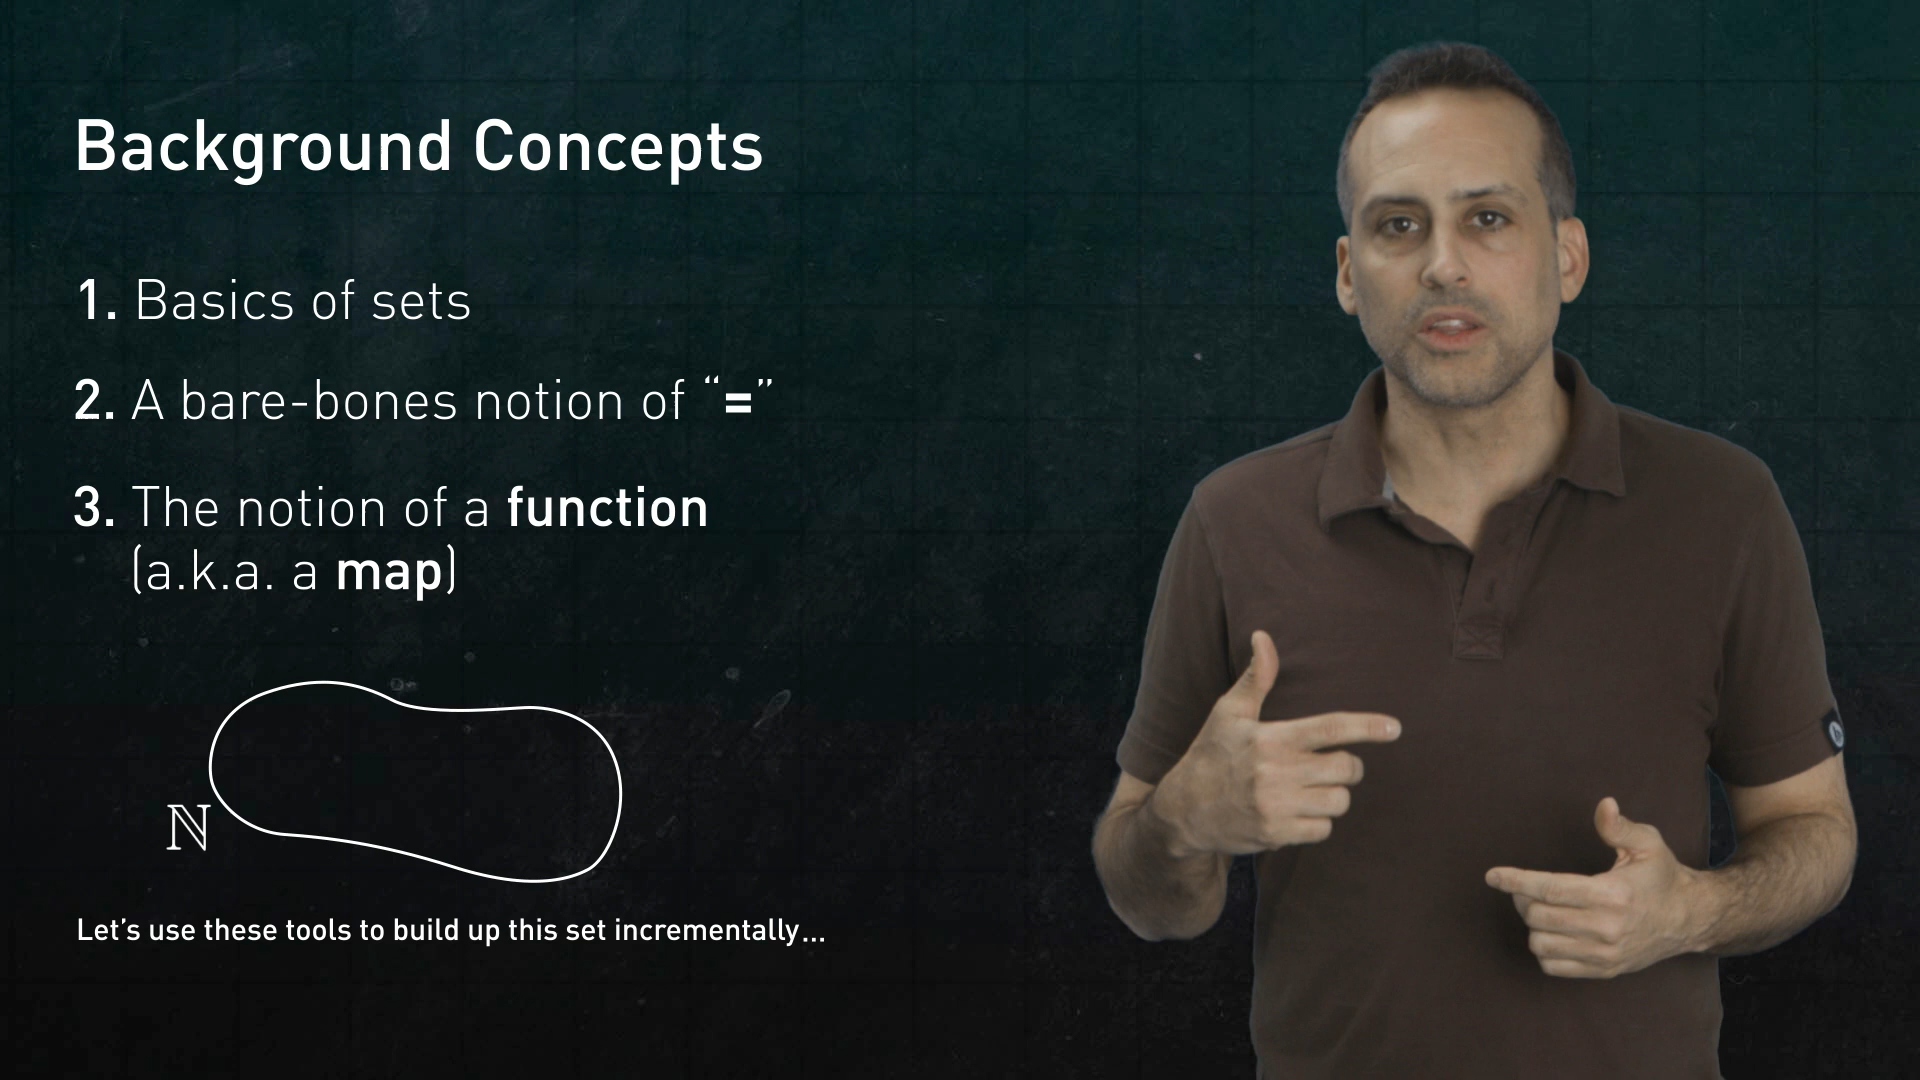 Background Concepts
1. Basics of sets
2. A bare-bones notion of “=”
3. The notion of a function
(a.k.a. a map)
ℕ
Let’s use these tools to build up this set incrementally...